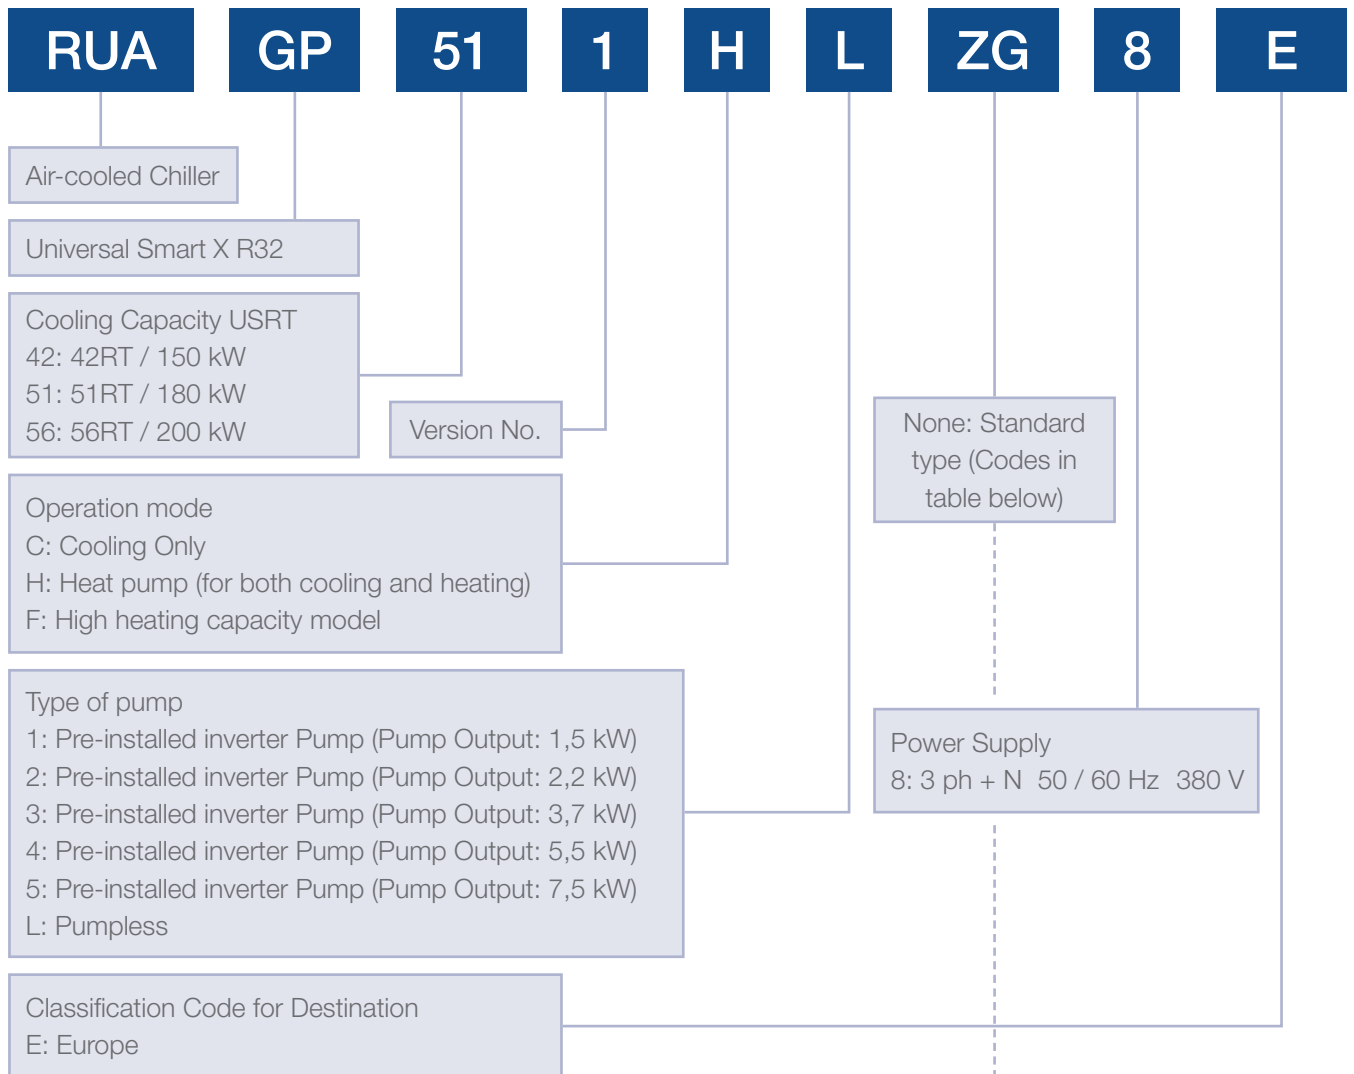 RUA GP 51 1 H L ZG 8 E
Air-cooled Chiller
Universal Smart X R32
Cooling Capacity USRT
42: 42RT / 150 kW
51: 51RT / 180 kW
56: 56RT / 200 kW
Version No.
None: Standard
type (Codes in
table below)
Operation mode
C: Cooling Only
H: Heat pump (for both cooling and heating)
F: High heating capacity model
Type of pump
1: Pre-installed inverter Pump (Pump Output: 1,5 kW)
2: Pre-installed inverter Pump (Pump Output: 2,2 kW)
3: Pre-installed inverter Pump (Pump Output: 3,7 kW)
4: Pre-installed inverter Pump (Pump Output: 5,5 kW)
5: Pre-installed inverter Pump (Pump Output: 7,5 kW)
L: Pumpless
Power Supply
8: 3 ph + N 50 / 60 Hz 380 V
Classification Code for Destination
E: Europe